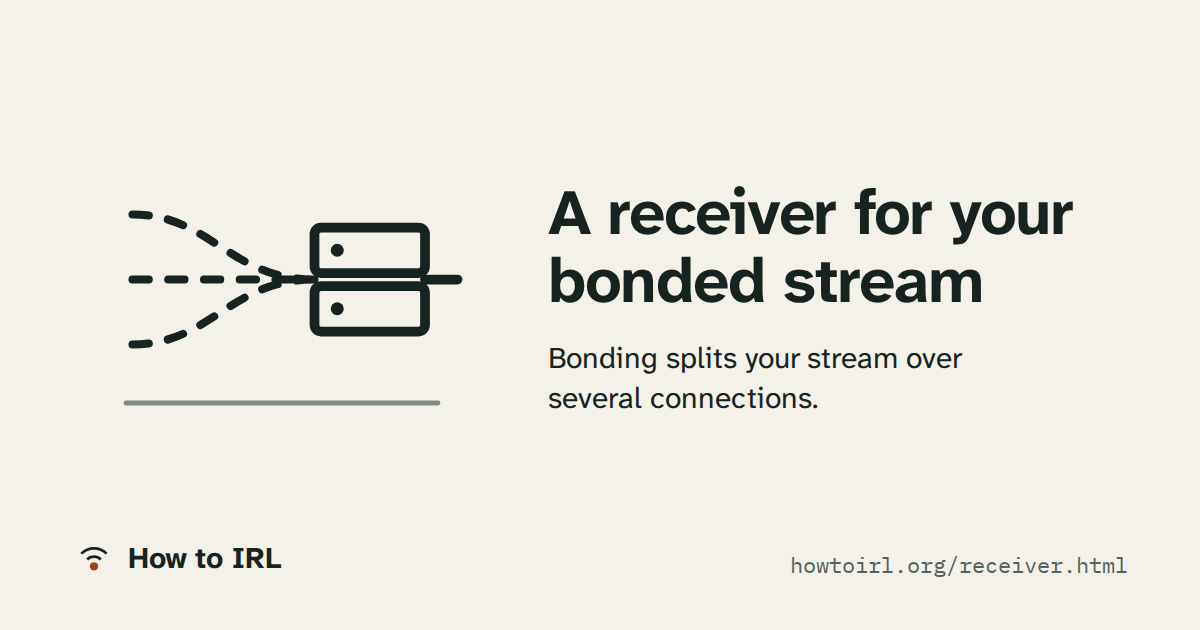 A receiver for your
bonded stream
Bonding splits your stream over
several connections.
How to IRL
howtoirl.org/receiver.html